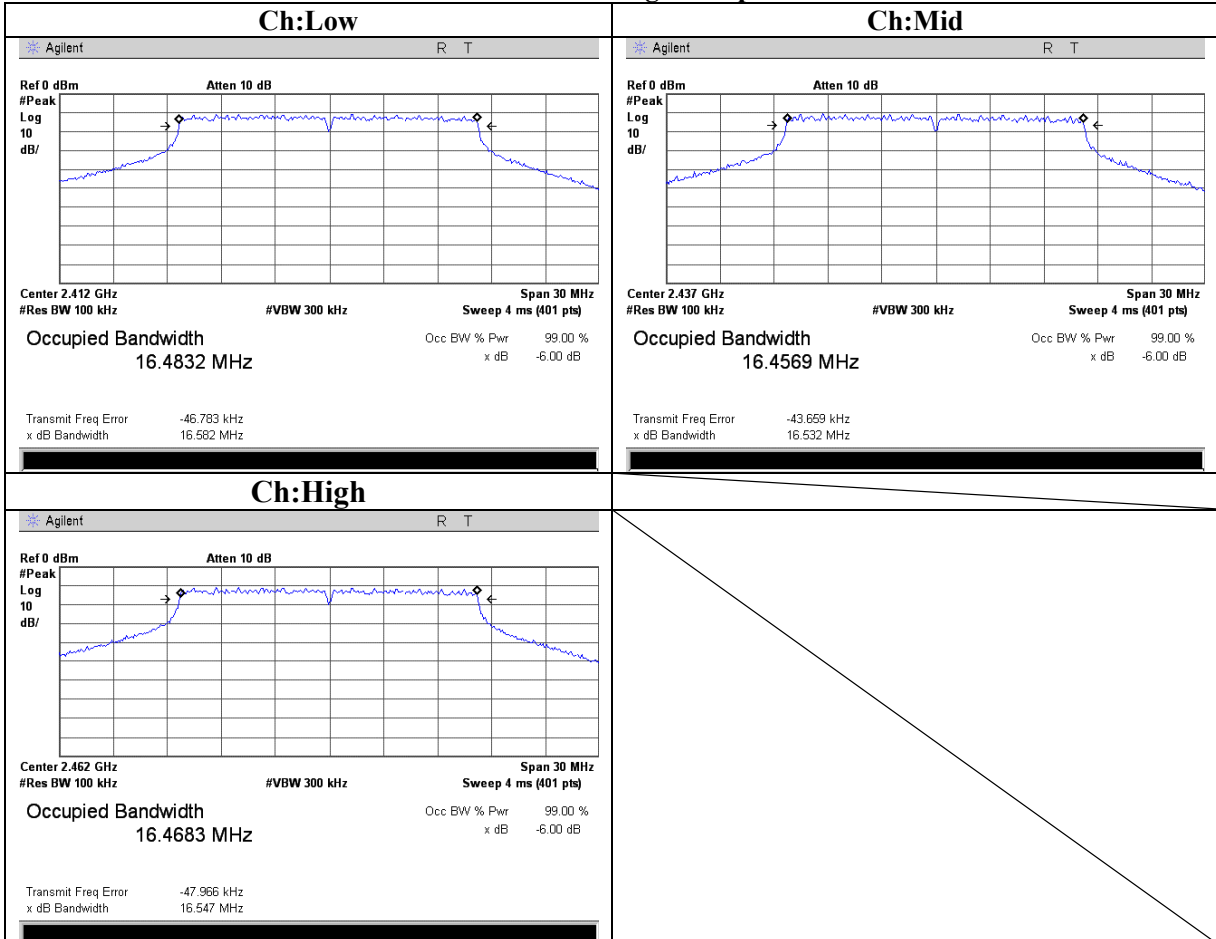 Ch:Low
Agilent R T
Ref 0 dBm Atten 10 dB
#Peak
Log
10
dB/
Center 2.412 GHz Span 30 MHz
#Res BW 100 kHz #VBW 300 kHz Sweep 4 ms (401 pts)
Occupied Bandwidth Occ BW % Pwr 99.00 %
16.4832 MHz x dB -6.00 dB
Transmit Freq Error -46.783 kHz
x dB Bandwidth 16.582 MHz
Ch:Mid
Agilent R T
Ref 0 dBm Atten 10 dB
#Peak
Log
10
dB/
Center 2.437 GHz Span 30 MHz
#Res BW 100 kHz #VBW 300 kHz Sweep 4 ms (401 pts)
Occupied Bandwidth Occ BW % Pwr 99.00 %
16.4569 MHz x dB -6.00 dB
Transmit Freq Error -43.659 kHz
x dB Bandwidth 16.532 MHz
Ch:High
Agilent R T
Ref 0 dBm Atten 10 dB
#Peak
Log
10
dB/
Center 2.462 GHz Span 30 MHz
#Res BW 100 kHz #VBW 300 kHz Sweep 4 ms (401 pts)
Occupied Bandwidth Occ BW % Pwr 99.00 %
16.4683 MHz x dB -6.00 dB
Transmit Freq Error -47.966 kHz
x dB Bandwidth 16.547 MHz